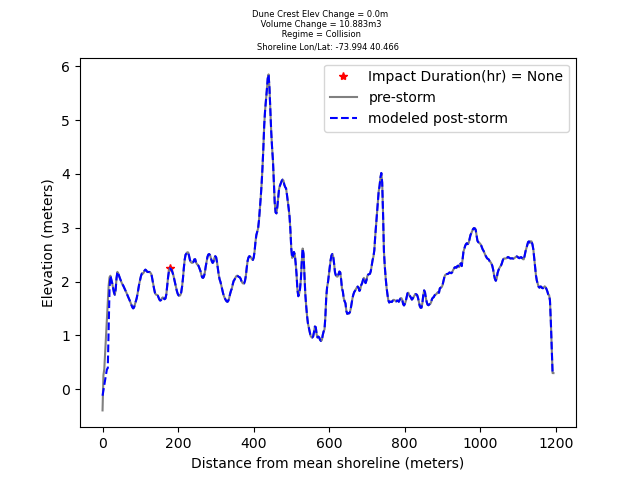 Dune Crest Elev Change = 0.0m
Volume Change = 10.883m3
Regime = Collision
Shoreline Lon/Lat: -73.994 40.466
Impact Duration(hr) = None
pre-storm
modeled post-storm
Elevation (meters)
6
5
4
3
2
1
0
0 200 400 600 800 1000 1200
Distance from mean shoreline (meters)